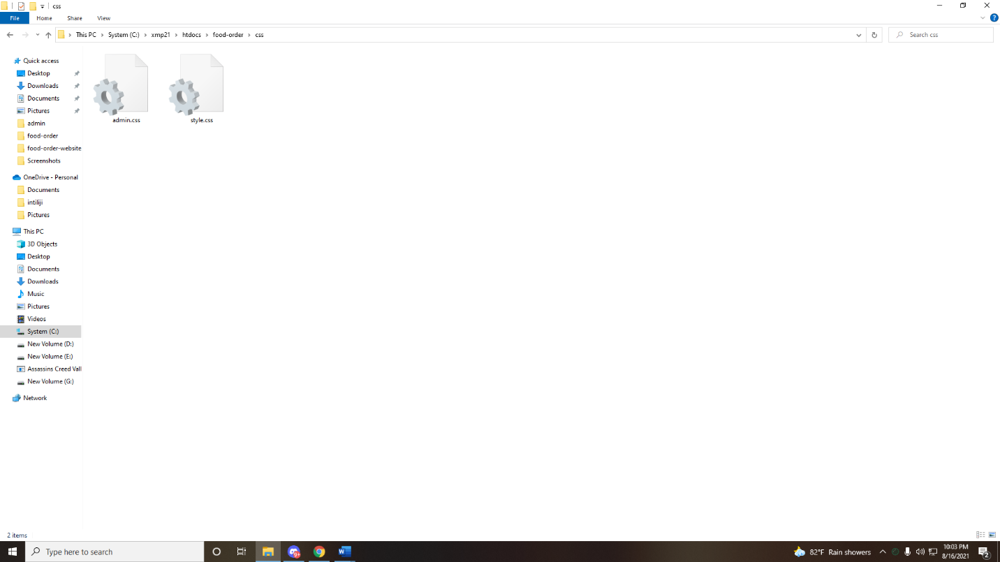 css
File Home Share View
This PC System (C:) xmp21 htdocs food-order css
Search css
Quick access
Desktop
Downloads
Documents
Pictures
admin
food-order
food-order-website
Screenshots
OneDrive - Personal
Documents
intiliji
Pictures
This PC
3D Objects
Desktop
Documents
Downloads
Music
Pictures
Videos
System (C:)
New Volume (D:)
New Volume (E:)
Assassins Creed Vall
New Volume (G:)
Network
admin.css style.css
2 items
Type here to search
9+
W
82°F Rain showers
10:03 PM
8/16/2021
2